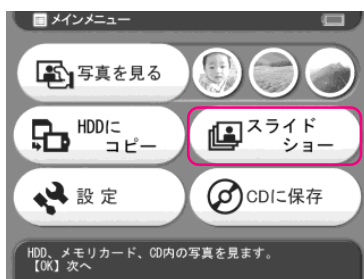 メインメニュー
写真を見る
HDDに
コピー
スライド
ショー
設定
CDに保存
HDD、メモリカード、CD内の写真を見ます。
【OK】次へ